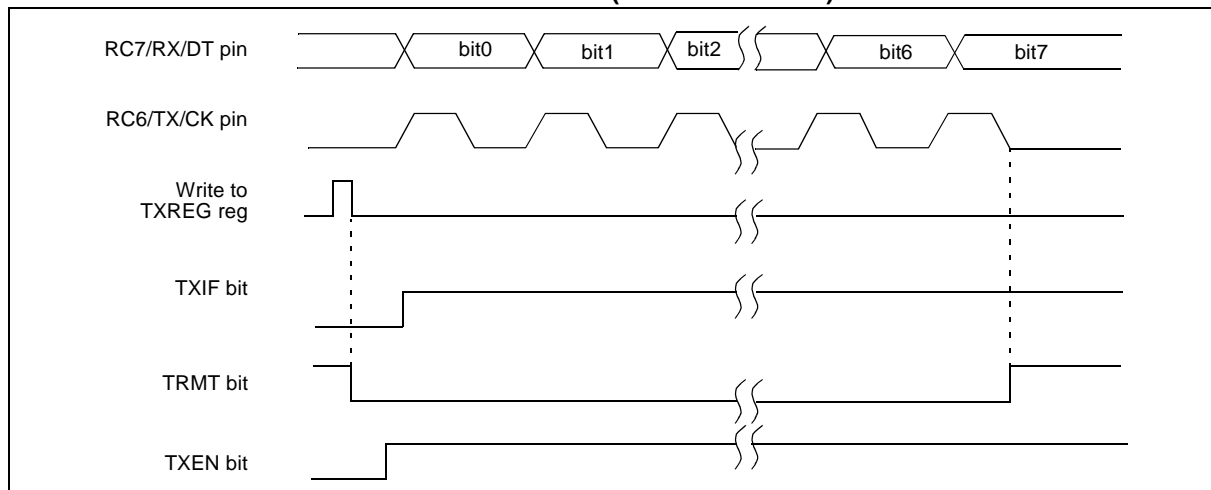 RC7/RX/DT pin
bit0
bit1
bit2
bit6
bit7
RC6/TX/CK pin
Write to
TXREG reg
TXIF bit
TRMT bit
TXEN bit